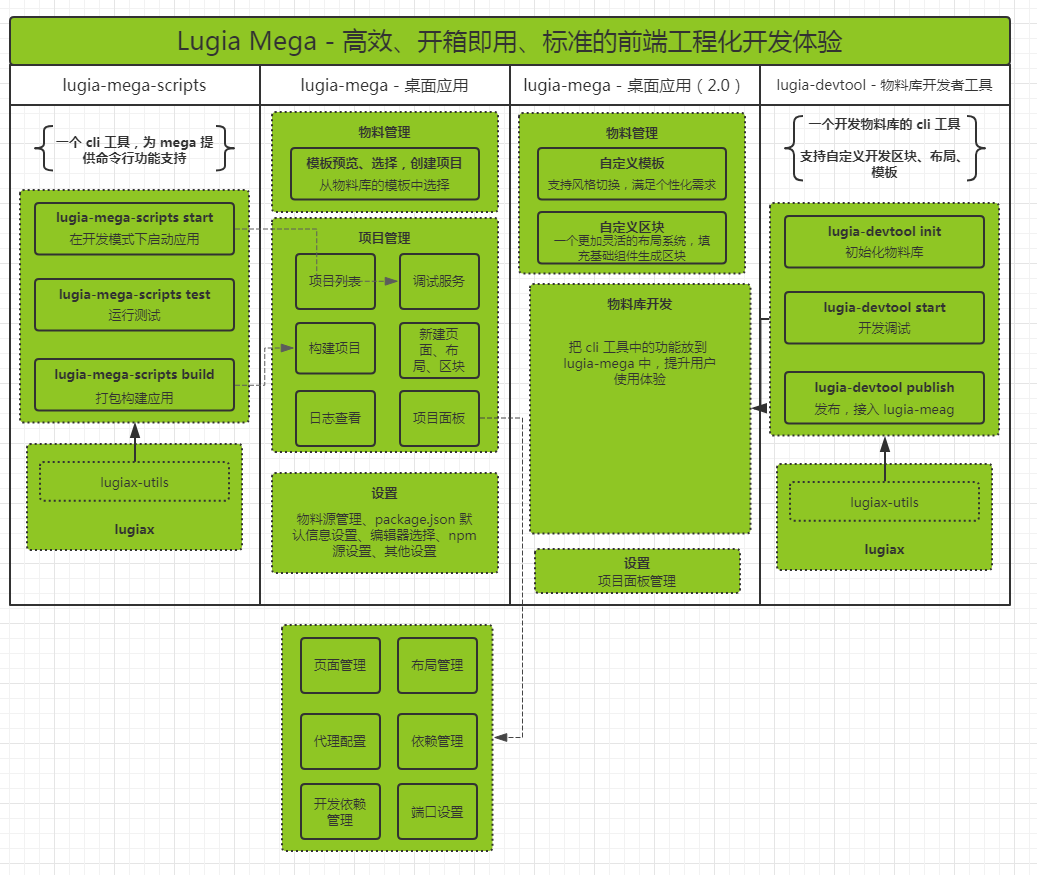 Lugia Mega - 高效、开箱即用、标准的前端工程化开发体验
lugia-mega-scripts
一个 cli 工具，为 mega 提
供命令行功能支持
lugia-mega-scripts start
在开发模式下启动应用
lugia-mega-scripts test
运行测试
lugia-mega-scripts build
打包构建应用
lugiax-utils
lugiax
lugia-mega - 桌面应用
物料管理
模板预览、选择，创建项目
从物料库的模板中选择
项目管理
项目列表
调试服务
构建项目
新建页
面、布
局、区块
日志查看
项目面板
设置
物料源管理、package.json 默
认信息设置、编辑器选择、npm
源设置、其他设置
lugia-mega - 桌面应用（2.0）
物料管理
自定义模板
支持风格切换，满足个性化需求
自定义区块
一个更加灵活的布局系统，填
充基础组件生成区块
物料库开发
把 cli 工具中的功能放到
lugia-mega 中，提升用户
使用体验
设置
项目面板管理
lugia-devtool - 物料库开发者工具
一个开发物料库的 cli 工具
支持自定义开发区块、布局、
模板
lugia-devtool init
初始化物料库
lugia-devtool start
开发调试
lugia-devtool publish
发布，接入 lugia-meag
lugiax-utils
lugiax
页面管理
布局管理
代理配置
依赖管理
开发依赖
管理
端口设置